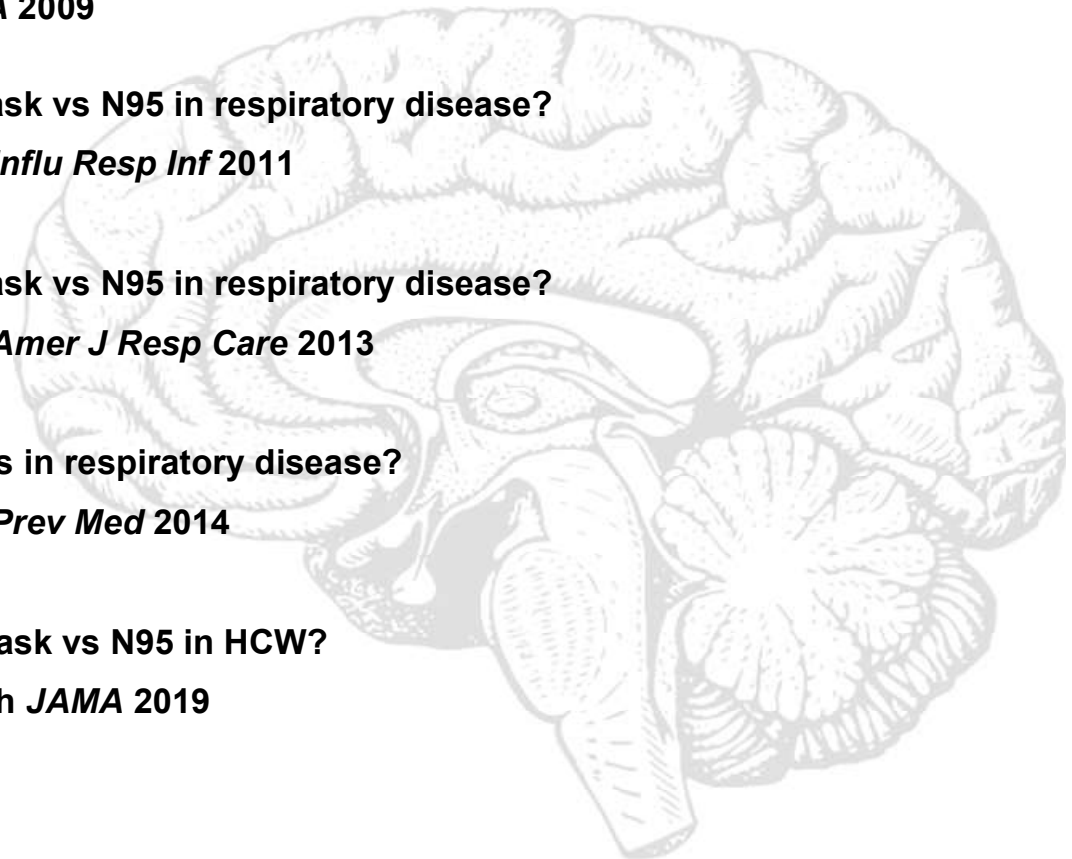 2009
ask vs N95 in respiratory disease?
Influ Resp Inf 2011
ask vs N95 in respiratory disease?
Amer J Resp Care 2013
s in respiratory disease?
Prev Med 2014
ask vs N95 in HCW?
h JAMA 2019